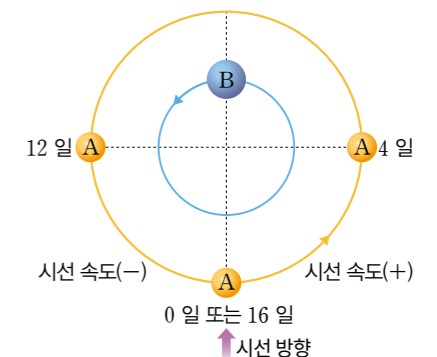 B
12 일 A
A 4 일
시선 속도(−)
A
시선 속도(+)
0 일 또는 16 일
시선 방향